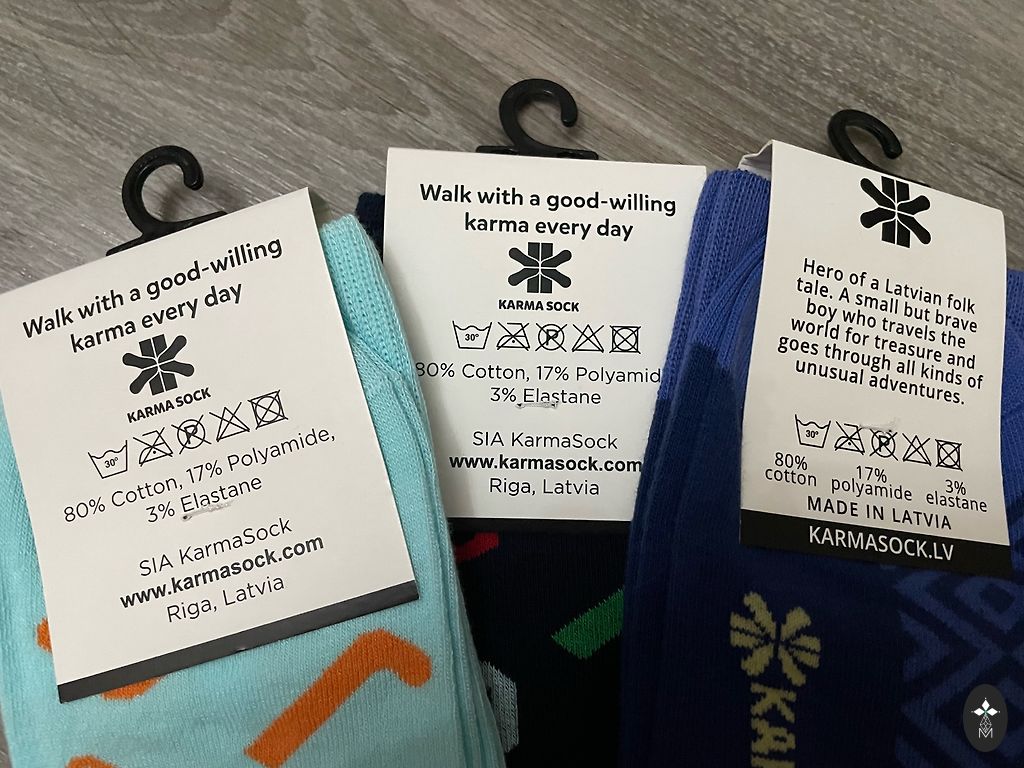 Walk with a good-willing
karma every day
KARMA SOCK
30°
80% Cotton, 17% Polyamide,
3% Elastane
SIA KarmaSock
www.karmasock.com
Riga, Latvia
Walk with a good-willing
karma every day
KARMA SOCK
30°
80% Cotton, 17% Polyamid
3% Elastane
SIA KarmaSock
www.karmasock.com
Riga, Latvia
Hero of a Latvian folk
tale. A small but brave
boy who travels the
world for treasure and
goes through all kinds of
unusual adventures.
30°
80% 17% 3%
cotton polyamide elastane
MADE IN LATVIA
KARMASOCK.LV
KAR
M